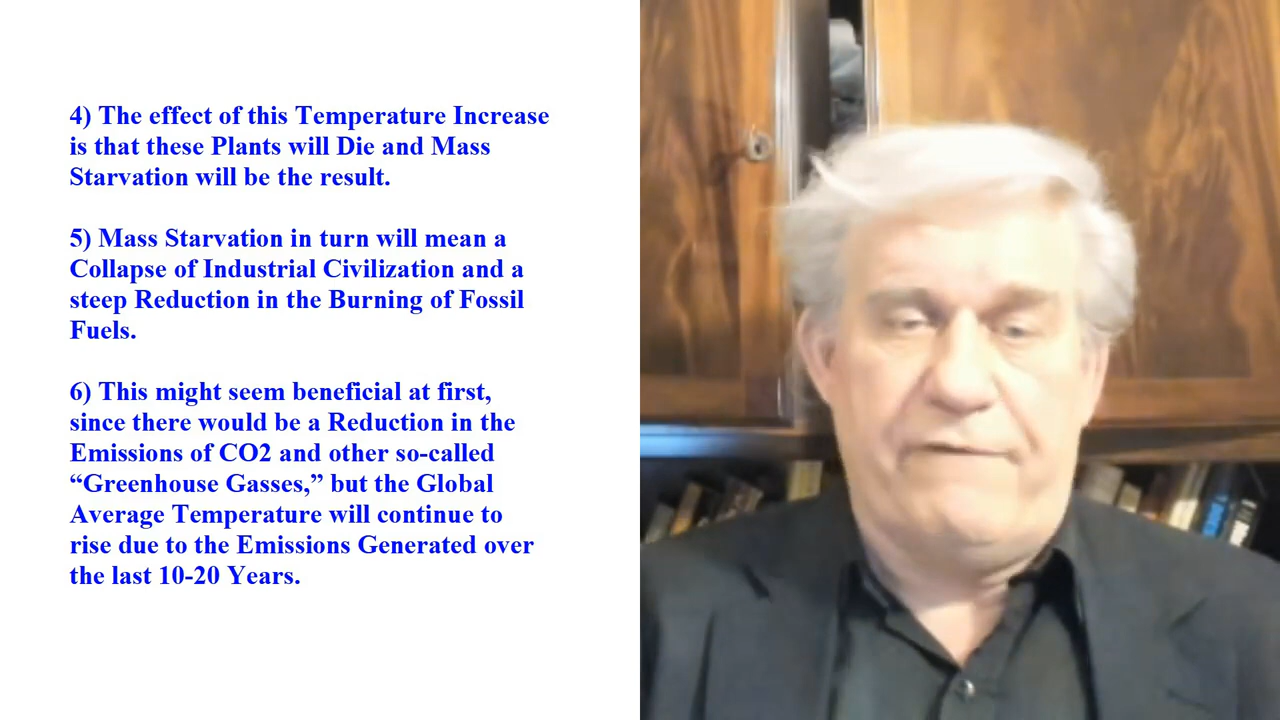 4) The effect of this Temperature Increase
is that these Plants will Die and Mass
Starvation will be the result.
5) Mass Starvation in turn will mean a
Collapse of Industrial Civilization and a
steep Reduction in the Burning of Fossil
Fuels.
6) This might seem beneficial at first,
since there would be a Reduction in the
Emissions of CO2 and other so-called
“Greenhouse Gasses,” but the Global
Average Temperature will continue to
rise due to the Emissions Generated over
the last 10-20 Years.